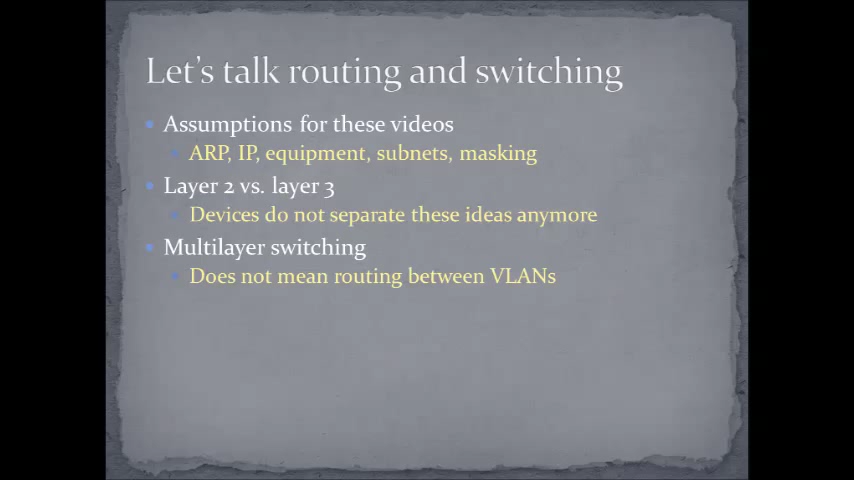 Let's talk routing and switching
Assumptions for these videos
ARP, IP, equipment, subnets, masking
Layer 2 vs. layer 3
Devices do not separate these ideas anymore
Multilayer switching
Does not mean routing between VLANs